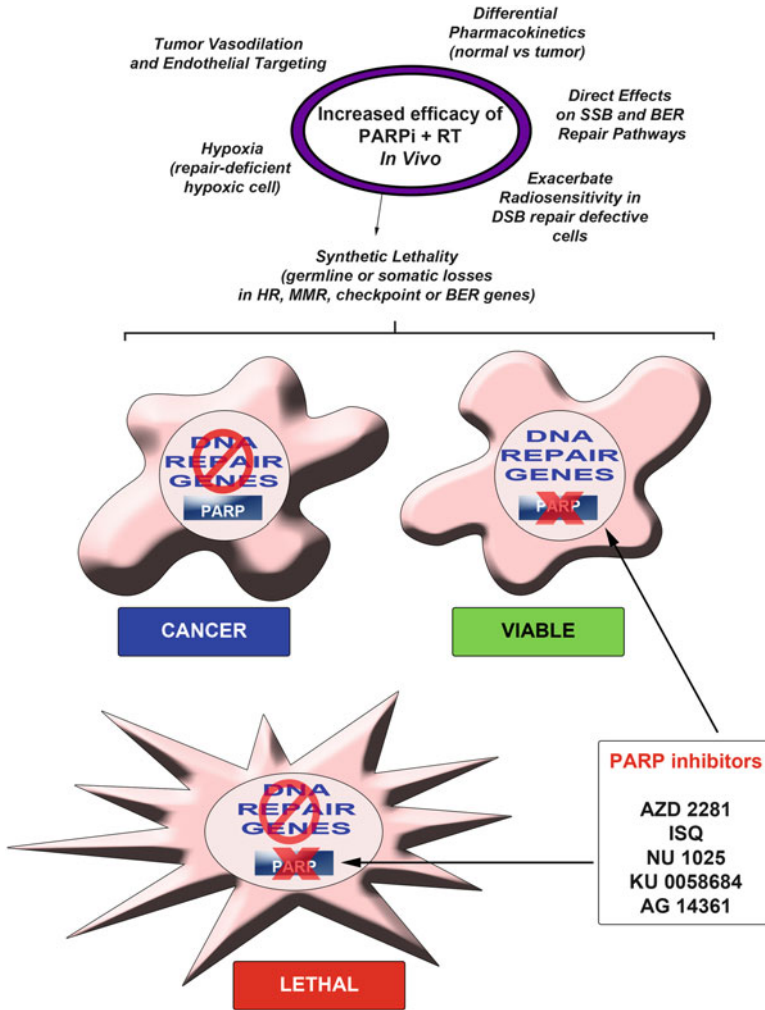 Tumor Vasodilation
and Endothelial Targeting
Differential
Pharmacokinetics
(normal vs tumor)
Increased efficacy of
PARPi + RT
In Vivo
Direct Effects
on SSB and BER
Repair Pathways
Hypoxia
(repair-deficient
hypoxic cell)
Exacerbate
Radiosensitivity in
DSB repair defective
cells
Synthetic Lethality
(germline or somatic losses
in HR, MMR, checkpoint or BER genes)
DNA
REPAIR
GENES
PARP
CANCER
DNA
REPAIR
GENES
PARP
VIABLE
DNA
REPAIR
GENES
PARP
LETHAL
PARP inhibitors
AZD 2281
ISQ
NU 1025
KU 0058684
AG 14361